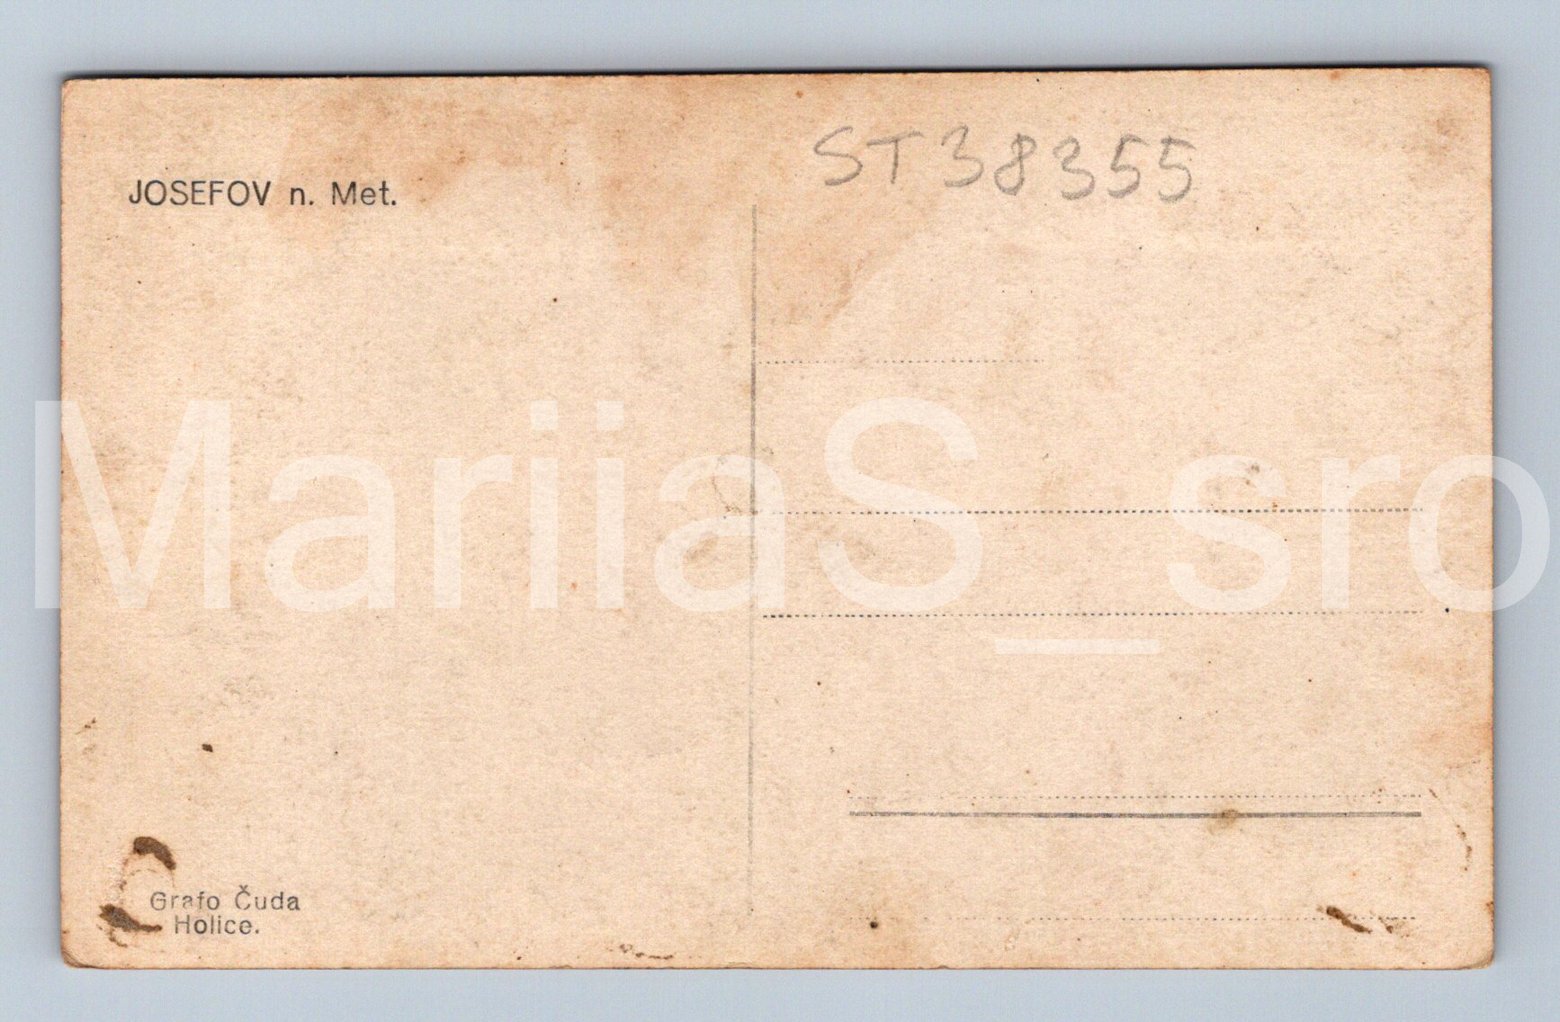 ST38355
JOSEFOV n. Met.
MariiaS_sro
Grafo Čuda
Holice.